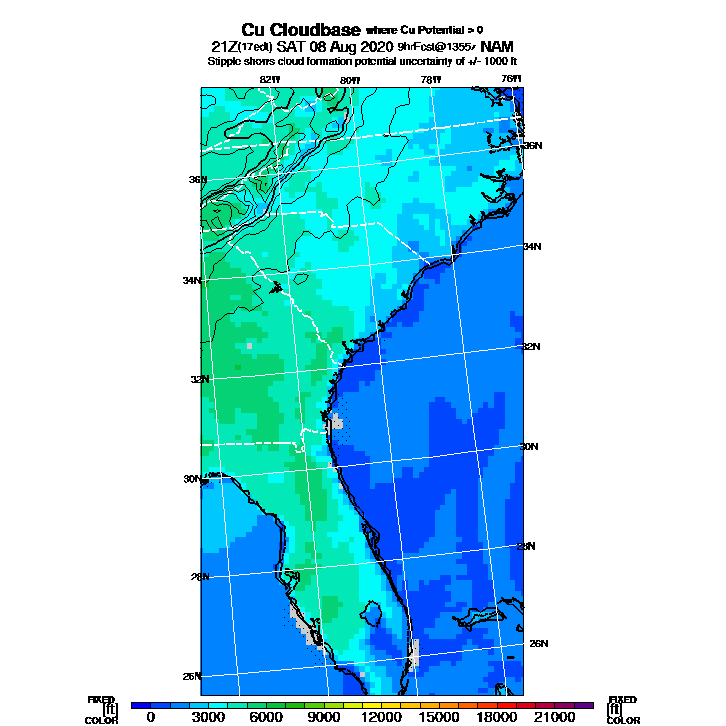 Cu Cloudbase where Cu Potential > 0
21Z(17edt) SAT 08 Aug 2020 9hrFcst@1355z NAM
Stipple shows cloud formation potential uncertainty of +/- 1000 ft
82W 80W 78W 76W
36N 36N
34N 34N
32N 32N
30N 30N
28N 28N
26N 26N
FIXED FIXED
[ft] [ft]
COLOR COLOR
0 3000 6000 9000 12000 15000 18000 21000